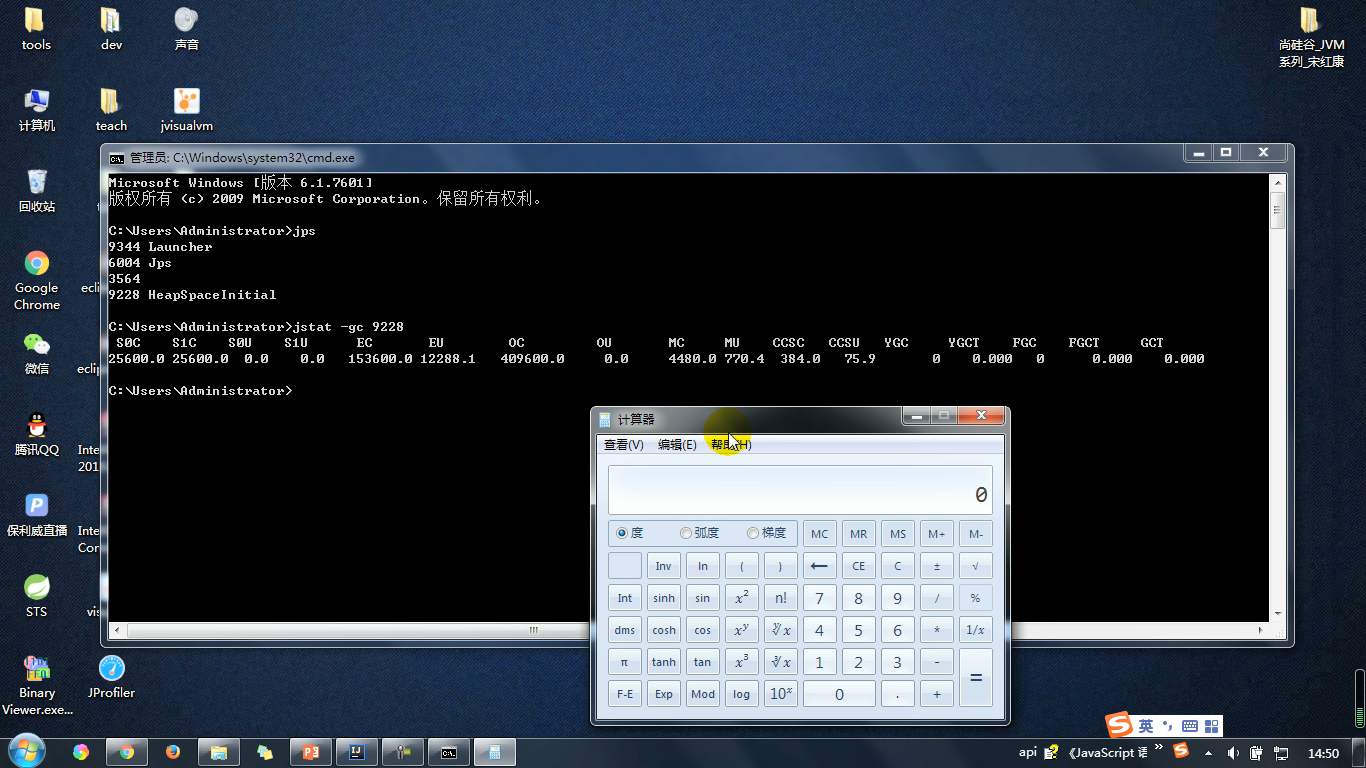 tools
dev
声音
尚硅谷_JVM
系列_宋红康
计算机
teach
jvisualvm
管理员: C:\Windows\system32\cmd.exe
Microsoft Windows [版本 6.1.7601]
版权所有 (c) 2009 Microsoft Corporation。保留所有权利。
C:\Users\Administrator>jps
9344 Launcher
6004 Jps
3564
9228 HeapSpaceInitial
C:\Users\Administrator>jstat -gc 9228
S0C S1C S0U S1U EC EU OC OU MC MU CCSC CCSU YGC YGCT FGC FGCT GCT
25600.0 25600.0 0.0 0.0 153600.0 12288.1 409600.0 0.0 4480.0 770.4 384.0 75.9 0 0.000 0 0.000 0.000
C:\Users\Administrator>
回收站
Google
Chrome
ecli
微信
eclip
腾讯QQ
Inte
201
保利威直播
Inte
Con
STS
vis
Binary
Viewer.exe...
JProfiler
计算器
查看(V) 编辑(E) 帮助(H)
0
度 弧度 梯度 MC MR MS M+ M-
Inv ln ( ) ← CE C ± √
Int sinh sin x² n! 7 8 9 / %
dms cosh cos xʸ ʸ√x 4 5 6 * 1/x
π tanh tan x³ ³√x 1 2 3 - =
F-E Exp Mod log 10ˣ 0 . +
S 英
api 《JavaScript 语 »
14:50